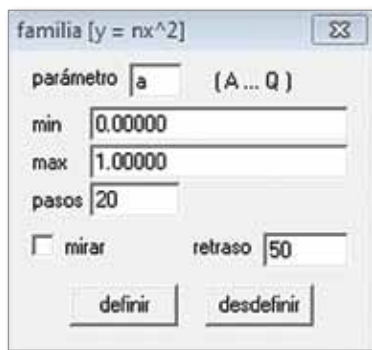 familia [y = nx^2]
parámetro a ( A ... Q )
min 0.00000
max 1.00000
pasos 20
mirar retraso 50
definir desdefinir